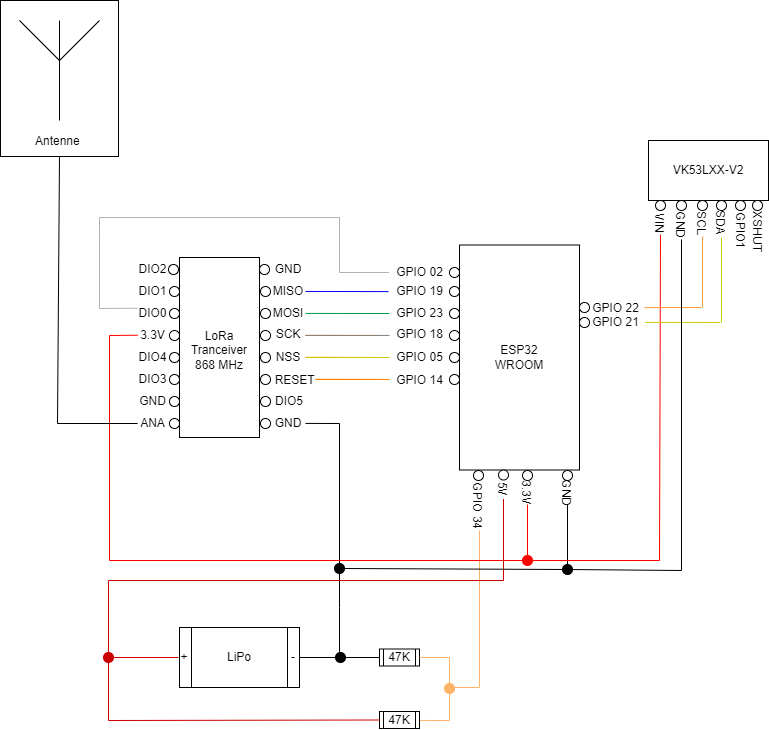 Antenne
VK53LXX-V2
VIN
GND
SCL
SDA
GPIO1
XSHUT
DIO2
DIO1
DIO0
3.3V
DIO4
DIO3
GND
ANA
LoRa
Tranceiver
868 MHz
GND
MISO
MOSI
SCK
NSS
RESET
DIO5
GND
GPIO 02
GPIO 19
GPIO 23
GPIO 18
GPIO 05
GPIO 14
ESP32
WROOM
GPIO 22
GPIO 21
GPIO 34
5V
3.3V
GND
+
LiPo
-
47K
47K